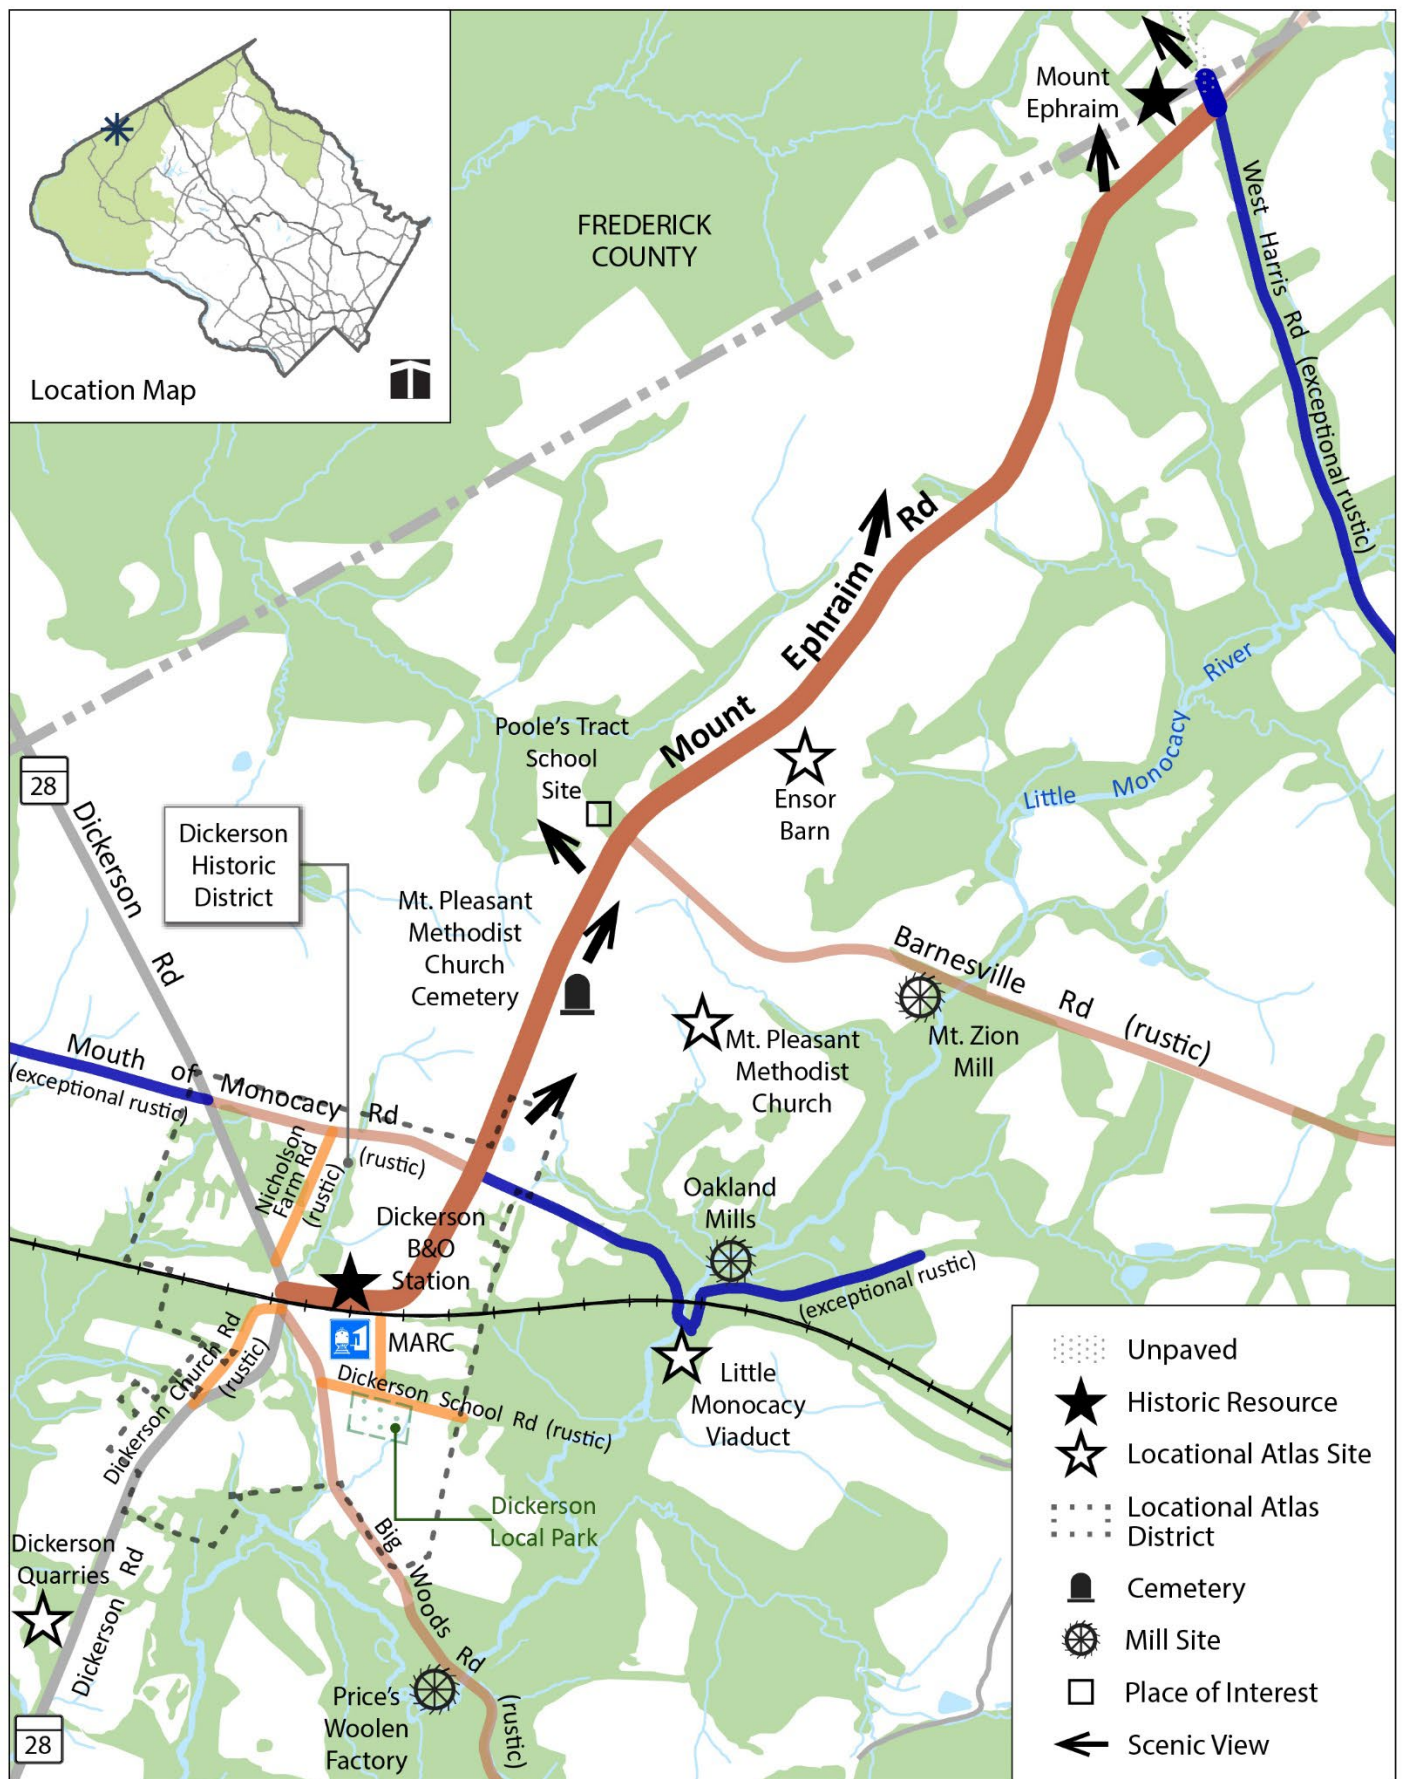 Location Map
Mount
Ephraim
FREDERICK
COUNTY
West Harris Rd (exceptional rustic)
Mount Ephraim Rd
Little Monocacy River
Poole's Tract
School
Site
Ensor
Barn
28
Dickerson Rd
Dickerson
Historic
District
Mt. Pleasant
Methodist
Church
Cemetery
Barnesville Rd (rustic)
Mt. Zion
Mill
Mt. Pleasant
Methodist
Church
Mouth of Monocacy Rd
(exceptional rustic)
(rustic)
Nicholson
Farm Rd
(rustic)
Dickerson
B&O
Station
Oakland
Mills
(exceptional rustic)
MARC
Dickerson Church Rd
(rustic)
Dickerson School Rd (rustic)
Little
Monocacy
Viaduct
Dickerson
Local Park
Dickerson
Quarries
Dickerson Rd
Big Woods Rd (rustic)
Price's
Woolen
Factory
28
Unpaved
Historic Resource
Locational Atlas Site
Locational Atlas
District
Cemetery
Mill Site
Place of Interest
Scenic View